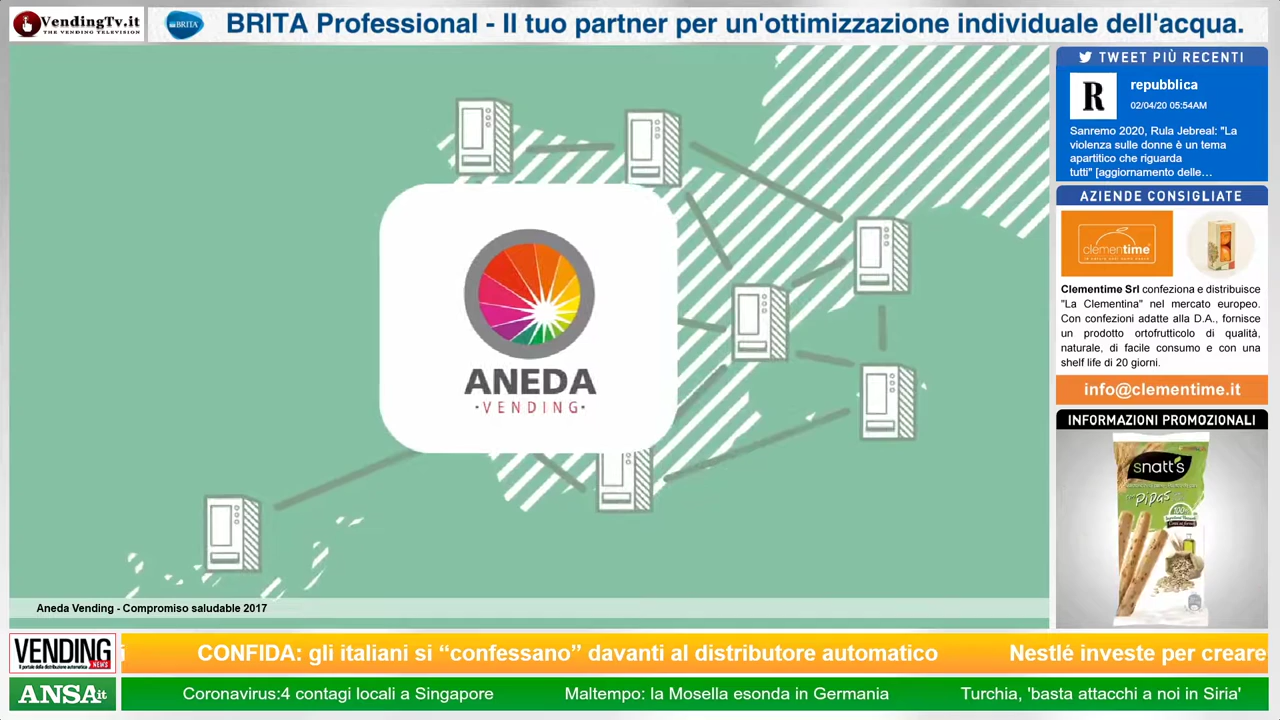 VendingTv.it
THE VENDING TELEVISION
BRITA
BRITA Professional - Il tuo partner per un'ottimizzazione individuale dell'acqua.
ANEDA
·VENDING·
Aneda Vending - Compromiso saludable 2017
TWEET PIÙ RECENTI
R
repubblica
02/04/20 05:54AM
Sanremo 2020, Rula Jebreal: "La
violenza sulle donne è un tema
apartitico che riguarda
tutti" [aggiornamento delle…
AZIENDE CONSIGLIATE
clementime
Clementime Srl confeziona e distribuisce
"La Clementina" nel mercato europeo.
Con confezioni adatte alla D.A., fornisce
un prodotto ortofrutticolo di qualità,
naturale, di facile consumo e con una
shelf life di 20 giorni.
info@clementime.it
INFORMAZIONI PROMOZIONALI
snatt's
Pipas
VENDING
NEWS
Il portale della distribuzione automatica
i
CONFIDA: gli italiani si “confessano” davanti al distributore automatico
Nestlé investe per creare
ANSA.it
Coronavirus:4 contagi locali a Singapore
Maltempo: la Mosella esonda in Germania
Turchia, 'basta attacchi a noi in Siria'